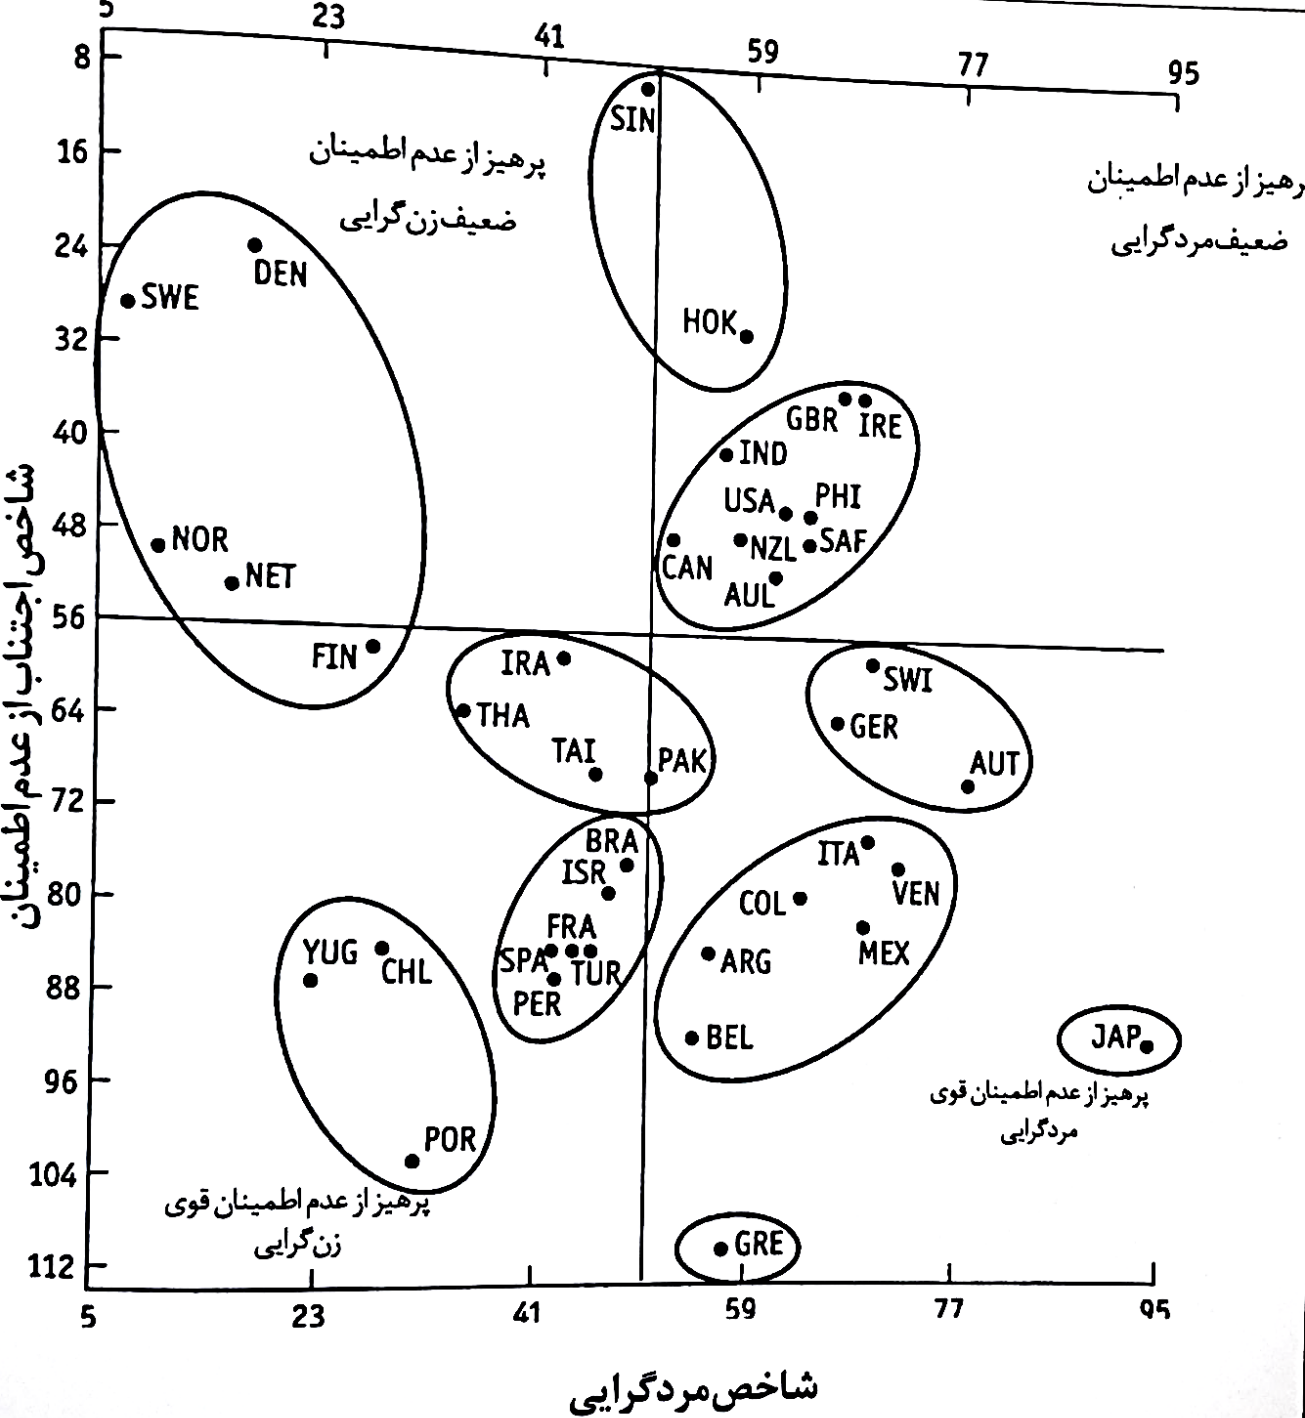 5 23 41 59 77 95
8
SIN
16
پرهیز از عدم اطمینان
ضعیف زن‌گرایی
ضعیف مردگرایی
از عدم اطمینان
24
DEN
SWE
32
HOK
40
GBR IRE
IND
USA PHI
48
NOR
NZL SAF
CAN
NET
AUL
56
FIN
IRA
SWI
64
THA
GER
TAI
PAK
AUT
72
BRA
ITA
ISR
80
VEN
COL
FRA
YUG
SPA
CHL
TUR
ARG
MEX
88
PER
BEL
JAP
96
پرهیز از عدم اطمینان قوی
مردگرایی
POR
104
پرهیز از عدم اطمینان قوی
زن‌گرایی
GRE
112
5 23 41 59 77 95
شاخص اجتناب از عدم اطمینان
شاخص مردگرایی